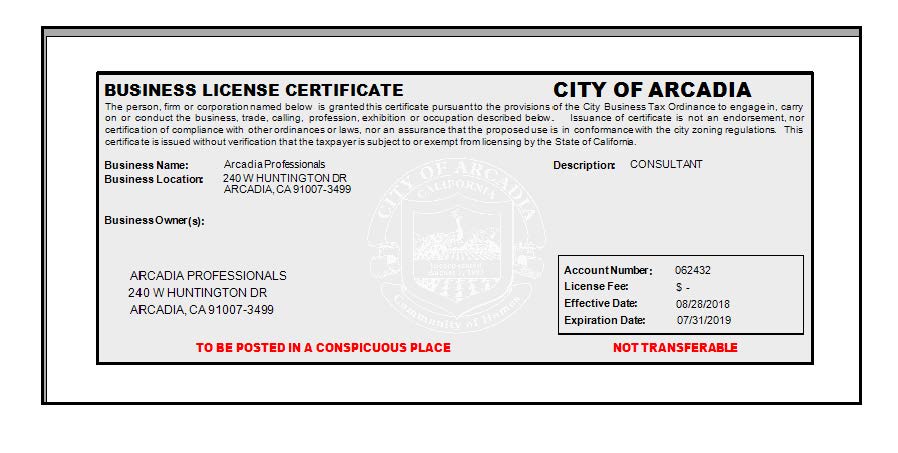 BUSINESS LICENSE CERTIFICATE
CITY OF ARCADIA
The person, firm or corporation named below is granted this certificate pursuant to the provisions of the City Business Tax Ordinance to engage in, carry
on or conduct the business, trade, calling, profession, exhibition or occupation described below. Issuance of certificate is not an endorsement, nor
certification of compliance with other ordinances or laws, nor an assurance that the proposed use is in conformance with the city zoning regulations. This
certificate is issued without verification that the taxpayer is subject to or exempt from licensing by the State of California.
Business Name: Arcadia Professionals
Business Location: 240 W HUNTINGTON DR
ARCADIA, CA 91007-3499
Description: CONSULTANT
Business Owner(s):
CITY OF ARCADIA
CALIFORNIA
Community of Homes
ARCADIA PROFESSIONALS
240 W HUNTINGTON DR
ARCADIA, CA 91007-3499
Account Number: 062432
License Fee: $ -
Effective Date: 08/28/2018
Expiration Date: 07/31/2019
TO BE POSTED IN A CONSPICUOUS PLACE
NOT TRANSFERABLE